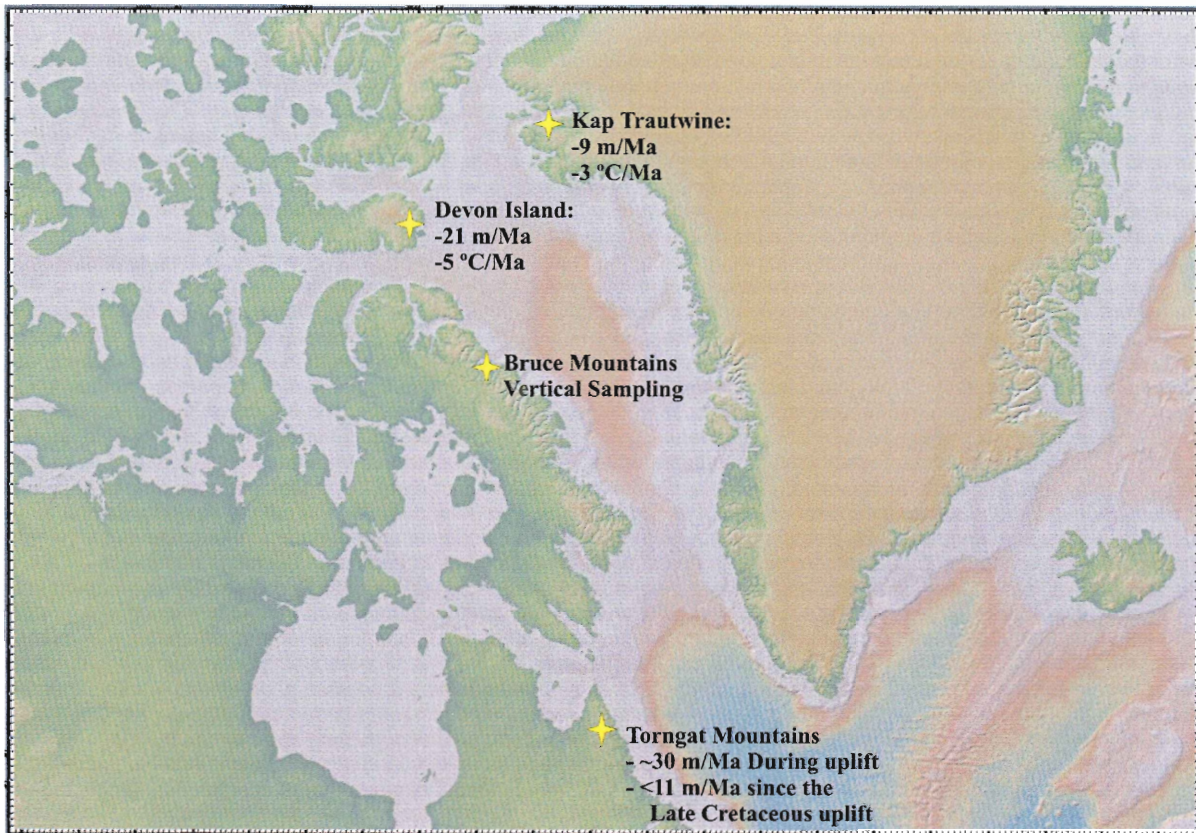 Kap Trautwine:
-9 m/Ma
-3 ºC/Ma
Devon Island:
-21 m/Ma
-5 ºC/Ma
Bruce Mountains
Vertical Sampling
Torngat Mountains
- ~30 m/Ma During uplift
- <11 m/Ma since the
Late Cretaceous uplift